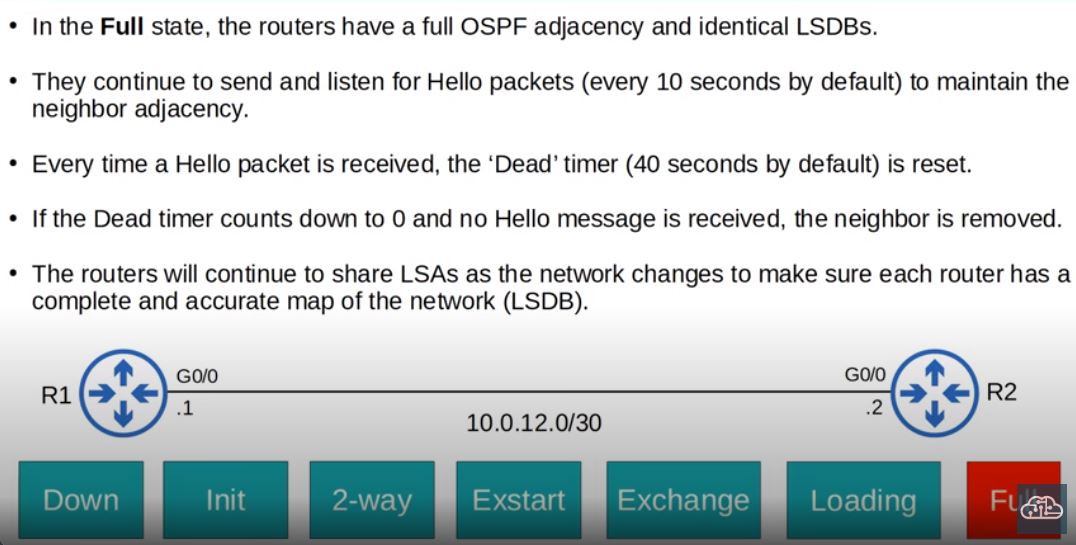 • In the Full state, the routers have a full OSPF adjacency and identical LSDBs.
• They continue to send and listen for Hello packets (every 10 seconds by default) to maintain the
neighbor adjacency.
• Every time a Hello packet is received, the ‘Dead’ timer (40 seconds by default) is reset.
• If the Dead timer counts down to 0 and no Hello message is received, the neighbor is removed.
• The routers will continue to share LSAs as the network changes to make sure each router has a
complete and accurate map of the network (LSDB).
R1
G0/0
.1
10.0.12.0/30
G0/0
.2
R2
Down
Init
2-way
Exstart
Exchange
Loading